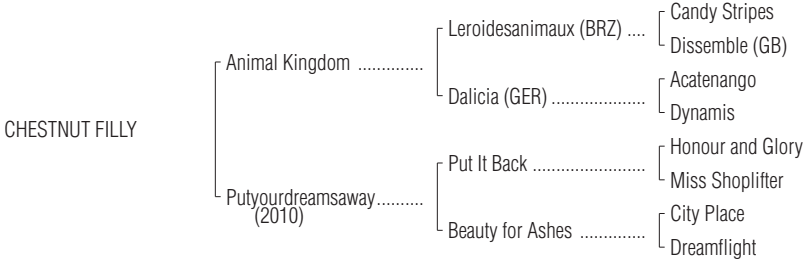 Candy Stripes
Leroidesanimaux (BRZ) ....
Dissemble (GB)
Animal Kingdom ..............
Acatenango
Dalicia (GER) ....................
Dynamis
CHESTNUT FILLY
Honour and Glory
Put It Back ........................
Miss Shoplifter
Putyourdreamsaway..........
(2010)
City Place
Beauty for Ashes ..............
Dreamflight